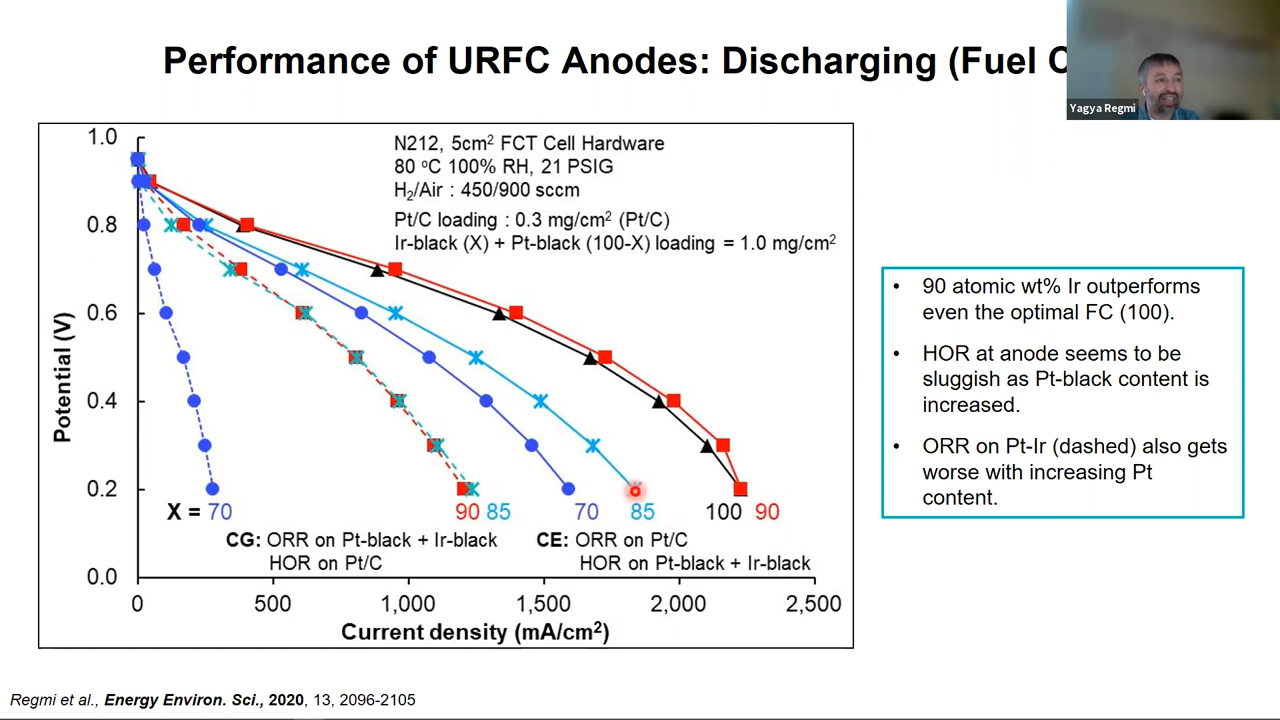 Performance of URFC Anodes: Discharging (Fuel C
Yagya Regmi
N212, 5cm² FCT Cell Hardware
80 ᵒC 100% RH, 21 PSIG
H₂/Air : 450/900 sccm
Pt/C loading : 0.3 mg/cm² (Pt/C)
Ir-black (X) + Pt-black (100-X) loading = 1.0 mg/cm²
1.0
0.8
0.6
0.4
0.2
0.0
Potential (V)
X = 70
90 85
70
85
100 90
CG: ORR on Pt-black + Ir-black
HOR on Pt/C
CE: ORR on Pt/C
HOR on Pt-black + Ir-black
0 500 1,000 1,500 2,000 2,500
Current density (mA/cm²)
• 90 atomic wt% Ir outperforms
even the optimal FC (100).
• HOR at anode seems to be
sluggish as Pt-black content is
increased.
• ORR on Pt-Ir (dashed) also gets
worse with increasing Pt
content.
Regmi et al., Energy Environ. Sci., 2020, 13, 2096-2105